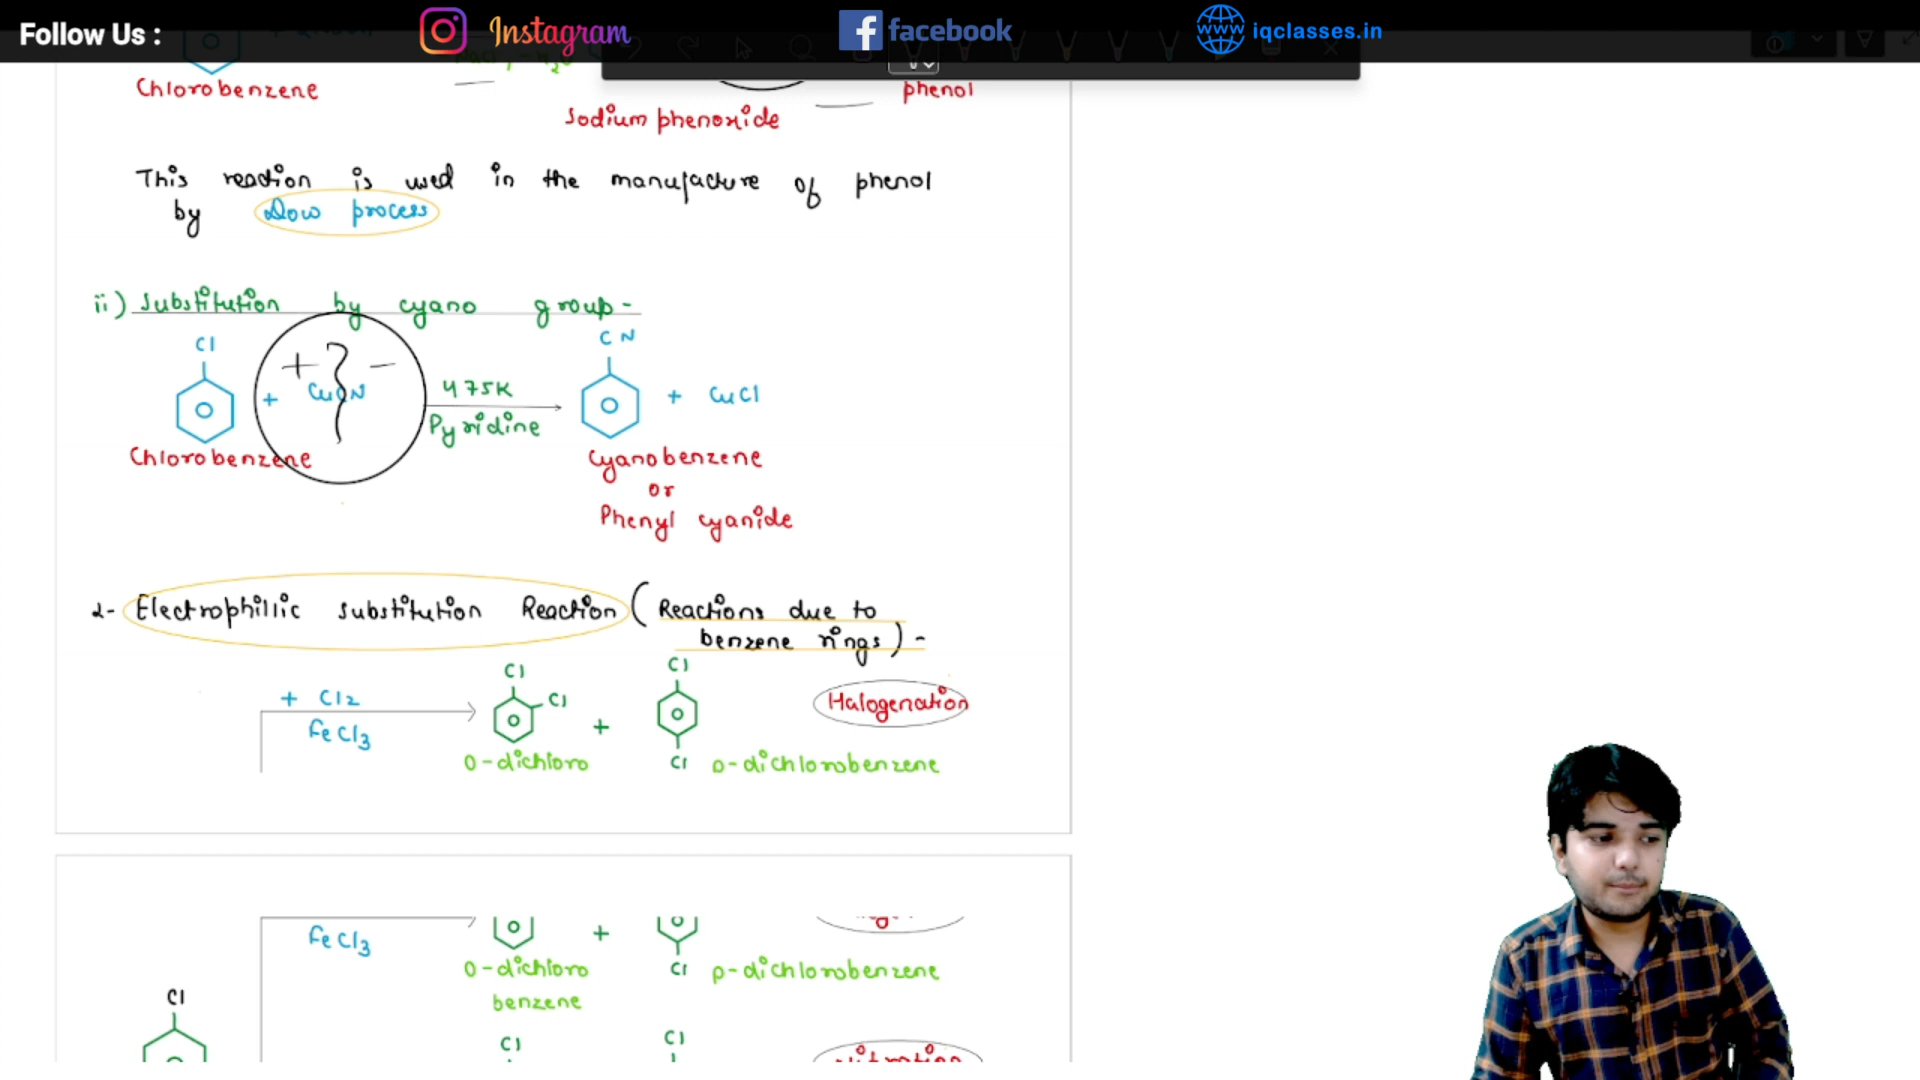 Follow Us :
Instagram
facebook
www iqclasses.in
Chlorobenzene
phenol
Sodium phenoxide
This reaction is used in the manufacture of phenol
by Dow process
ii) Substitution by cyano group -
Cl
CN
+ -
+ CuCN
475K
Pyridine
+ CuCl
Chlorobenzene
Cyanobenzene
or
Phenyl cyanide
2- Electrophillic substitution Reaction (Reactions due to
benzene rings) -
Cl
Cl
+ Cl2
Cl
Halogenation
FeCl3
+
O-dichloro
Cl
p-dichlorobenzene
FeCl3
+
O-dichloro
Cl
p-dichlorobenzene
benzene
Cl
Cl
Cl
Nitration